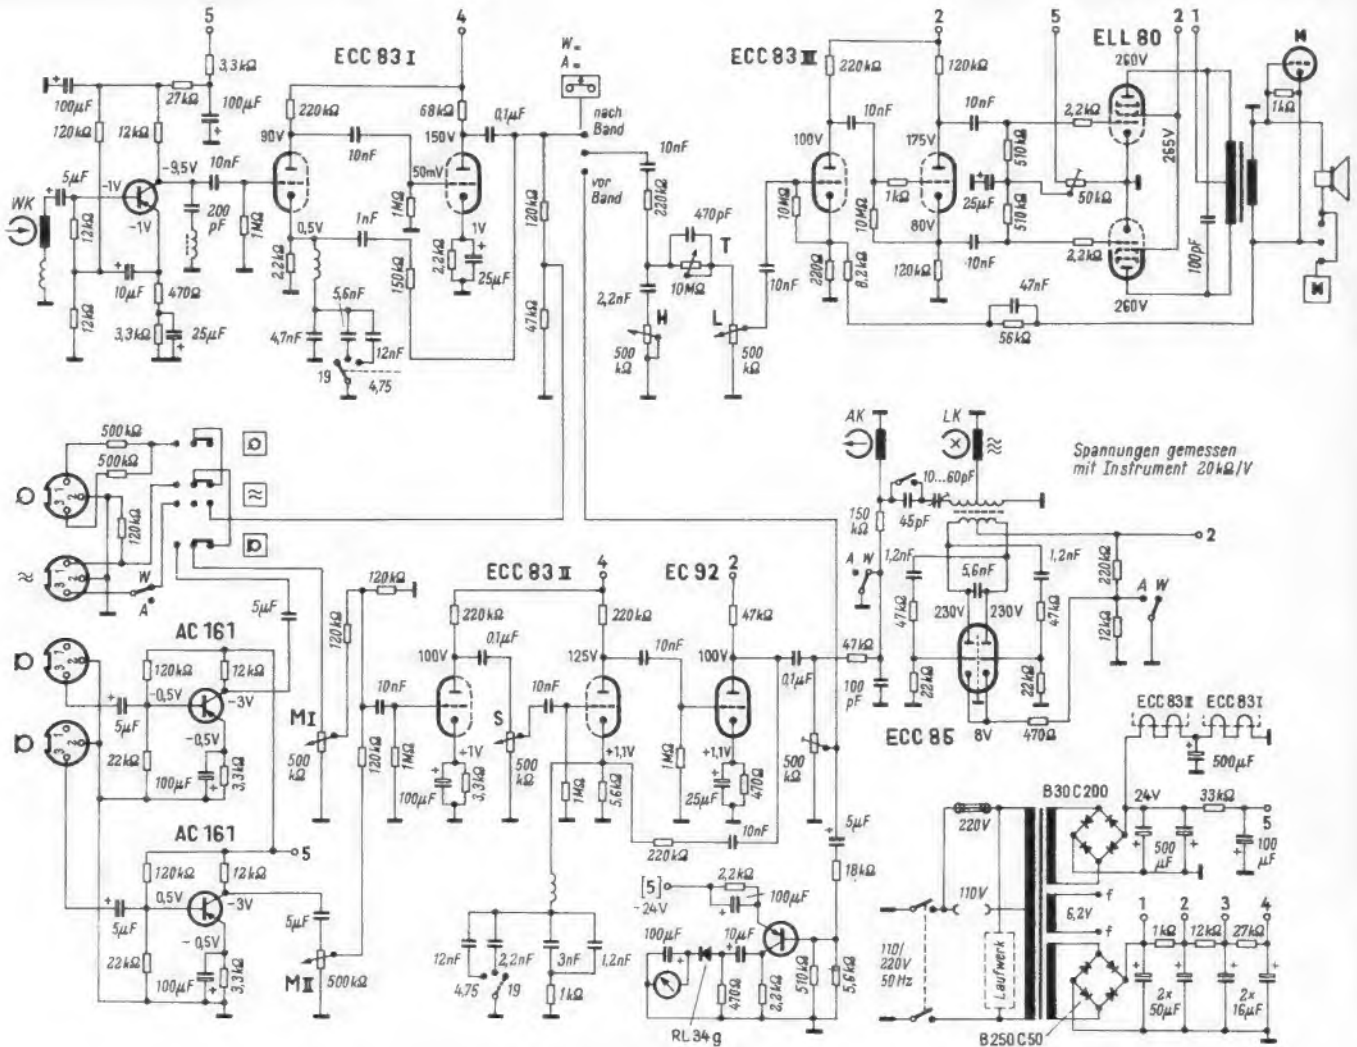 5
4
W =
A =
ECC 83 I
ECC 83 III
2
5
2
1
ELL 80
M
3,3kΩ
27kΩ
100µF
100µF
120kΩ
12kΩ
220kΩ
68kΩ
0,1µF
nach
Band
vor
Band
220kΩ
120kΩ
260V
1kΩ
90V
150V
10nF
10nF
-9,5V
10nF
50mV
100V
10nF
175V
10nF
2,2kΩ
510kΩ
265V
5µF
-1V
-1V
WK
200
pF
1MΩ
1MΩ
1nF
0,5V
1V
120kΩ
220kΩ
470pF
T
10MΩ
10MΩ
10MΩ
1kΩ
80V
25µF
50kΩ
510kΩ
12kΩ
12kΩ
10µF
470Ω
3,3kΩ
25µF
2,2kΩ
150kΩ
2,2kΩ
25µF
47kΩ
5,6nF
4,7nF
12nF
19
4,75
2,2nF
H
L
500
kΩ
500
kΩ
10nF
220Ω
8,2kΩ
120kΩ
10nF
2,2kΩ
260V
100pF
47nF
56kΩ
M
500kΩ
500kΩ
3 2 1
120kΩ
W
A
AK
LK
10...60pF
45pF
150
kΩ
Spannungen gemessen
mit Instrument 20kΩ/V
1,2nF
5,6nF
1,2nF
220kΩ
2
A W
A W
230V
230V
47kΩ
47kΩ
12kΩ
22kΩ
22kΩ
8V
470Ω
ECC 85
ECC 83 II
4
EC 92
2
120kΩ
120kΩ
220kΩ
0,1µF
220kΩ
10nF
47kΩ
100V
125V
100V
0,1µF
47kΩ
100
pF
5µF
AC 161
120kΩ
12kΩ
-0,5V
-3V
-0,5V
5µF
22kΩ
100µF
3,3kΩ
M I
500
kΩ
10nF
120kΩ
1MΩ
+1V
100µF
3,3kΩ
S
500
kΩ
10nF
1MΩ
+1,1V
5,6kΩ
1MΩ
+1,1V
25µF
470Ω
500
kΩ
10nF
220kΩ
5µF
18kΩ
AC 161
5
120kΩ
12kΩ
0,5V
-3V
-0,5V
5µF
22kΩ
100µF
3,3kΩ
5µF
M II
500kΩ
12nF
2,2nF
3nF
1,2nF
4,75
19
1kΩ
[5]
-24V
2,2kΩ
100µF
100µF
10µF
470Ω
2,2kΩ
510kΩ
5,6kΩ
RL 34 g
ECC 83 II
ECC 83 I
500µF
B30C200
24V
33kΩ
5
500
µF
100
µF
220V
110V
110/
220V
50Hz
Laufwerk
f
6,2V
f
1
2
3
4
1kΩ
12kΩ
27kΩ
2x
50µF
2x
16µF
B250C50